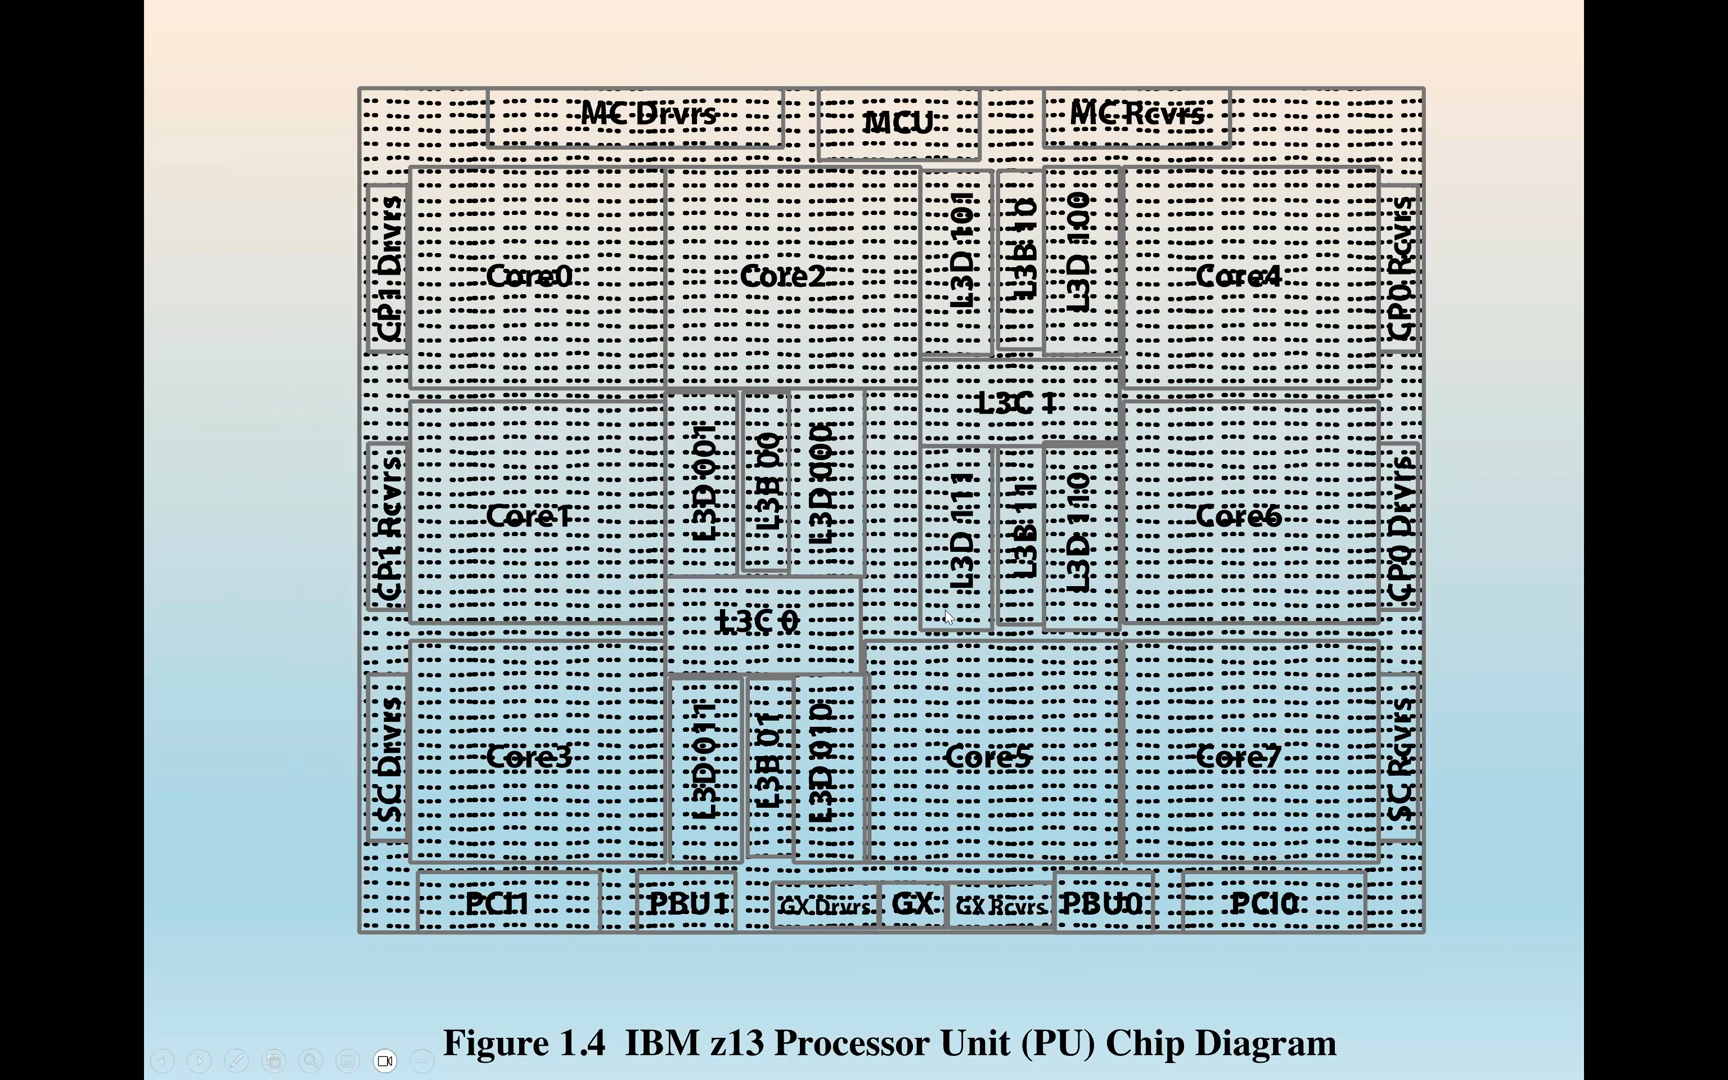 MC Drvrs
MCU
MC Rcvrs
CP1 Drvrs
Core0
Core2
L3D 101
L3B 10
L3D 100
Core4
CP0 Rcvrs
L3C 1
CP1 Rcvrs
Core1
L3D 001
L3B 00
L3D 000
L3D 111
L3B 11
L3D 110
Core6
CP0 Drvrs
L3C 0
SC Drvrs
Core3
L3D 011
L3B 01
L3D 010
Core5
Core7
SC Rcvrs
PCI1
PBU1
GX Drvrs
GX
GX Rcvrs
PBU0
PCI0
Figure 1.4 IBM z13 Processor Unit (PU) Chip Diagram